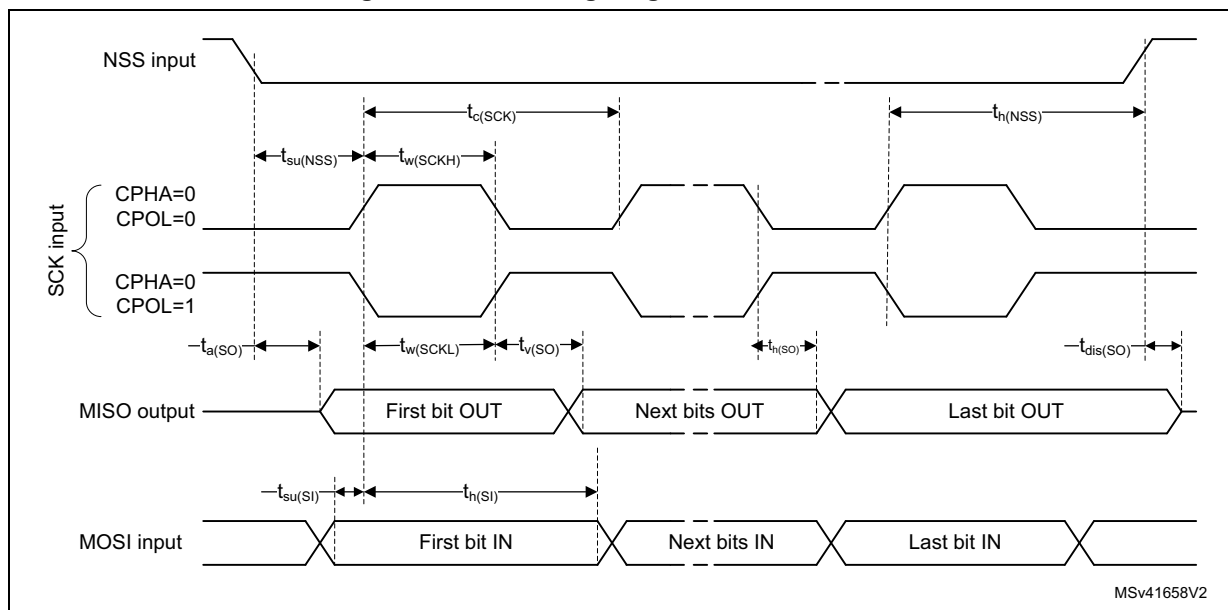 NSS input
tc(SCK)
th(NSS)
tsu(NSS)
tw(SCKH)
SCK input
CPHA=0
CPOL=0
CPHA=0
CPOL=1
ta(SO)
tw(SCKL)
tv(SO)
th(SO)
tdis(SO)
MISO output
First bit OUT
Next bits OUT
Last bit OUT
tsu(SI)
th(SI)
MOSI input
First bit IN
Next bits IN
Last bit IN
MSv41658V2